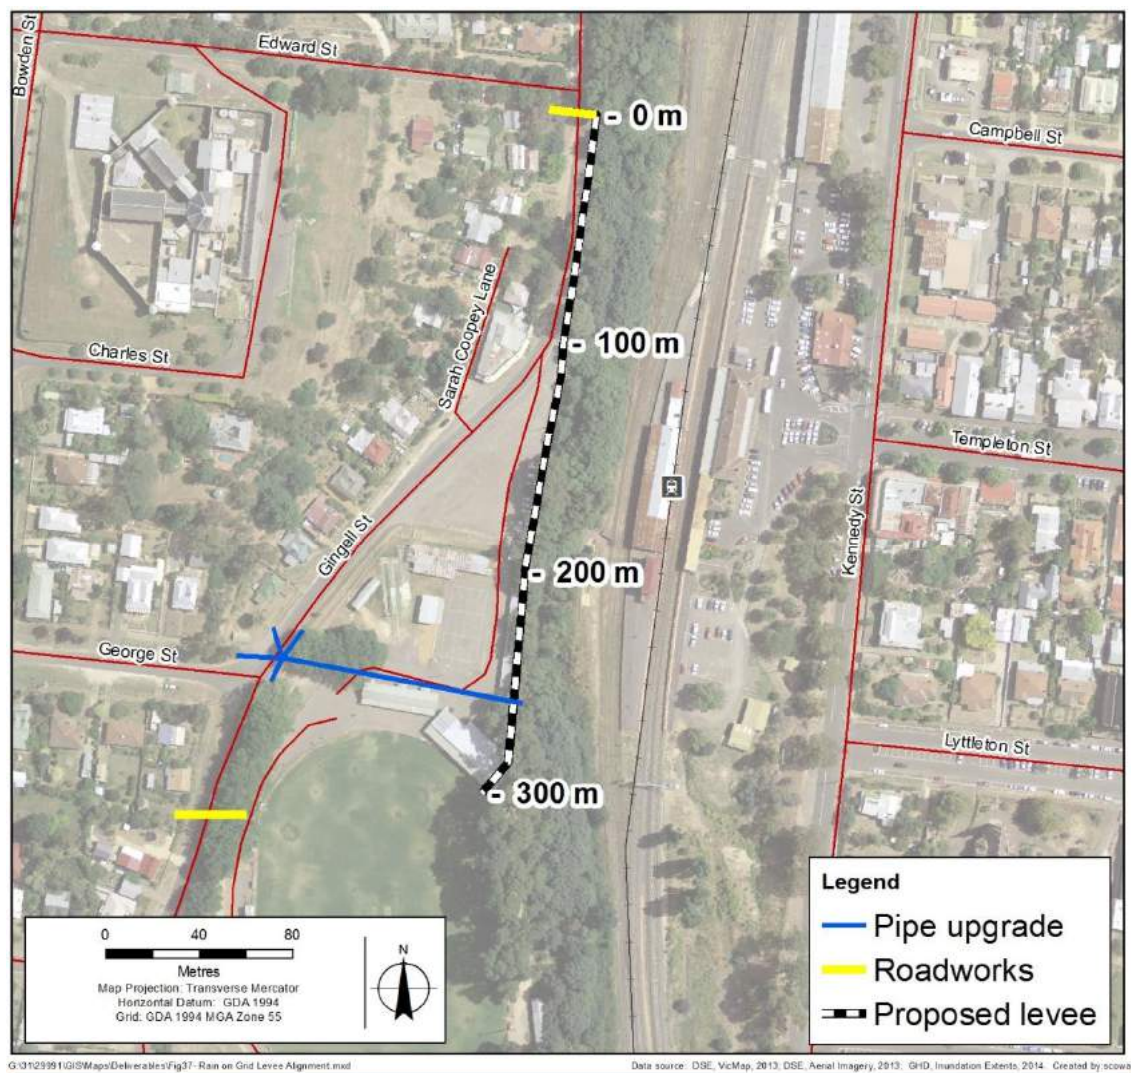 Bowden St
Edward St
- 0 m
Campbell St
Sarah Coopey Lane
- 100 m
Charles St
Templeton St
Kennedy St
Gingell St
- 200 m
George St
Lyttleton St
- 300 m
Legend
Pipe upgrade
Roadworks
Proposed levee
0 40 80
Metres
Map Projection: Transverse Mercator
Horizontal Datum: GDA 1994
Grid: GDA 1994 MGA Zone 55
N
G:\31\29991\GIS\Maps\Deliverables\Fig37- Rain on Grid Levee Alignment.mxd
Data source: DSE, VicMap, 2013; DSE, Aerial Imagery, 2013; GHD, Inundation Extents, 2014. Created by:scowa